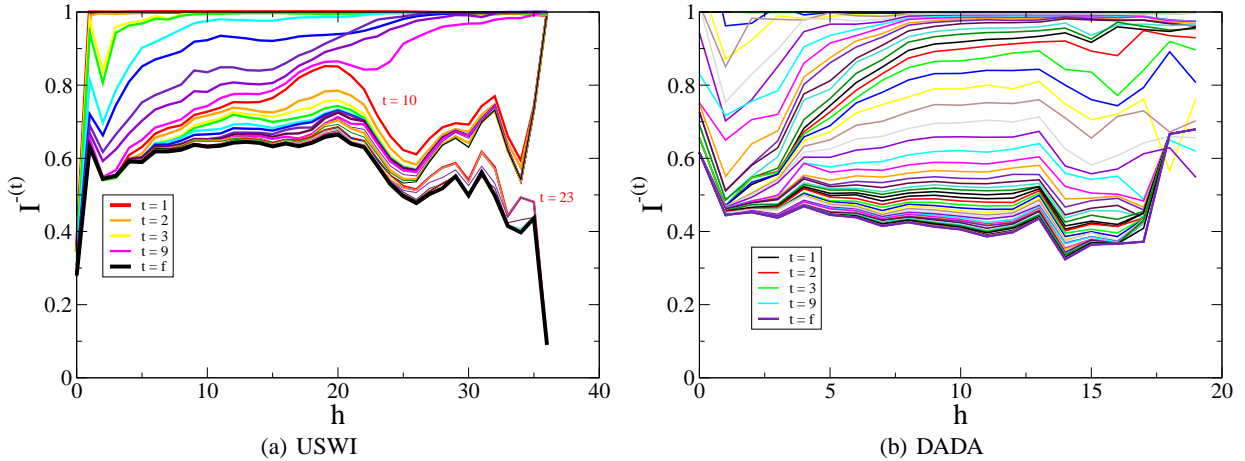 1
0.8
0.6
0.4
0.2
0
I^-(t)
0
10
20
30
40
h
t = 10
t = 23
t = 1
t = 2
t = 3
t = 9
t = f
(a) USWI
1
0.8
0.6
0.4
0.2
0
I^-(t)
0
5
10
15
20
h
t = 1
t = 2
t = 3
t = 9
t = f
(b) DADA